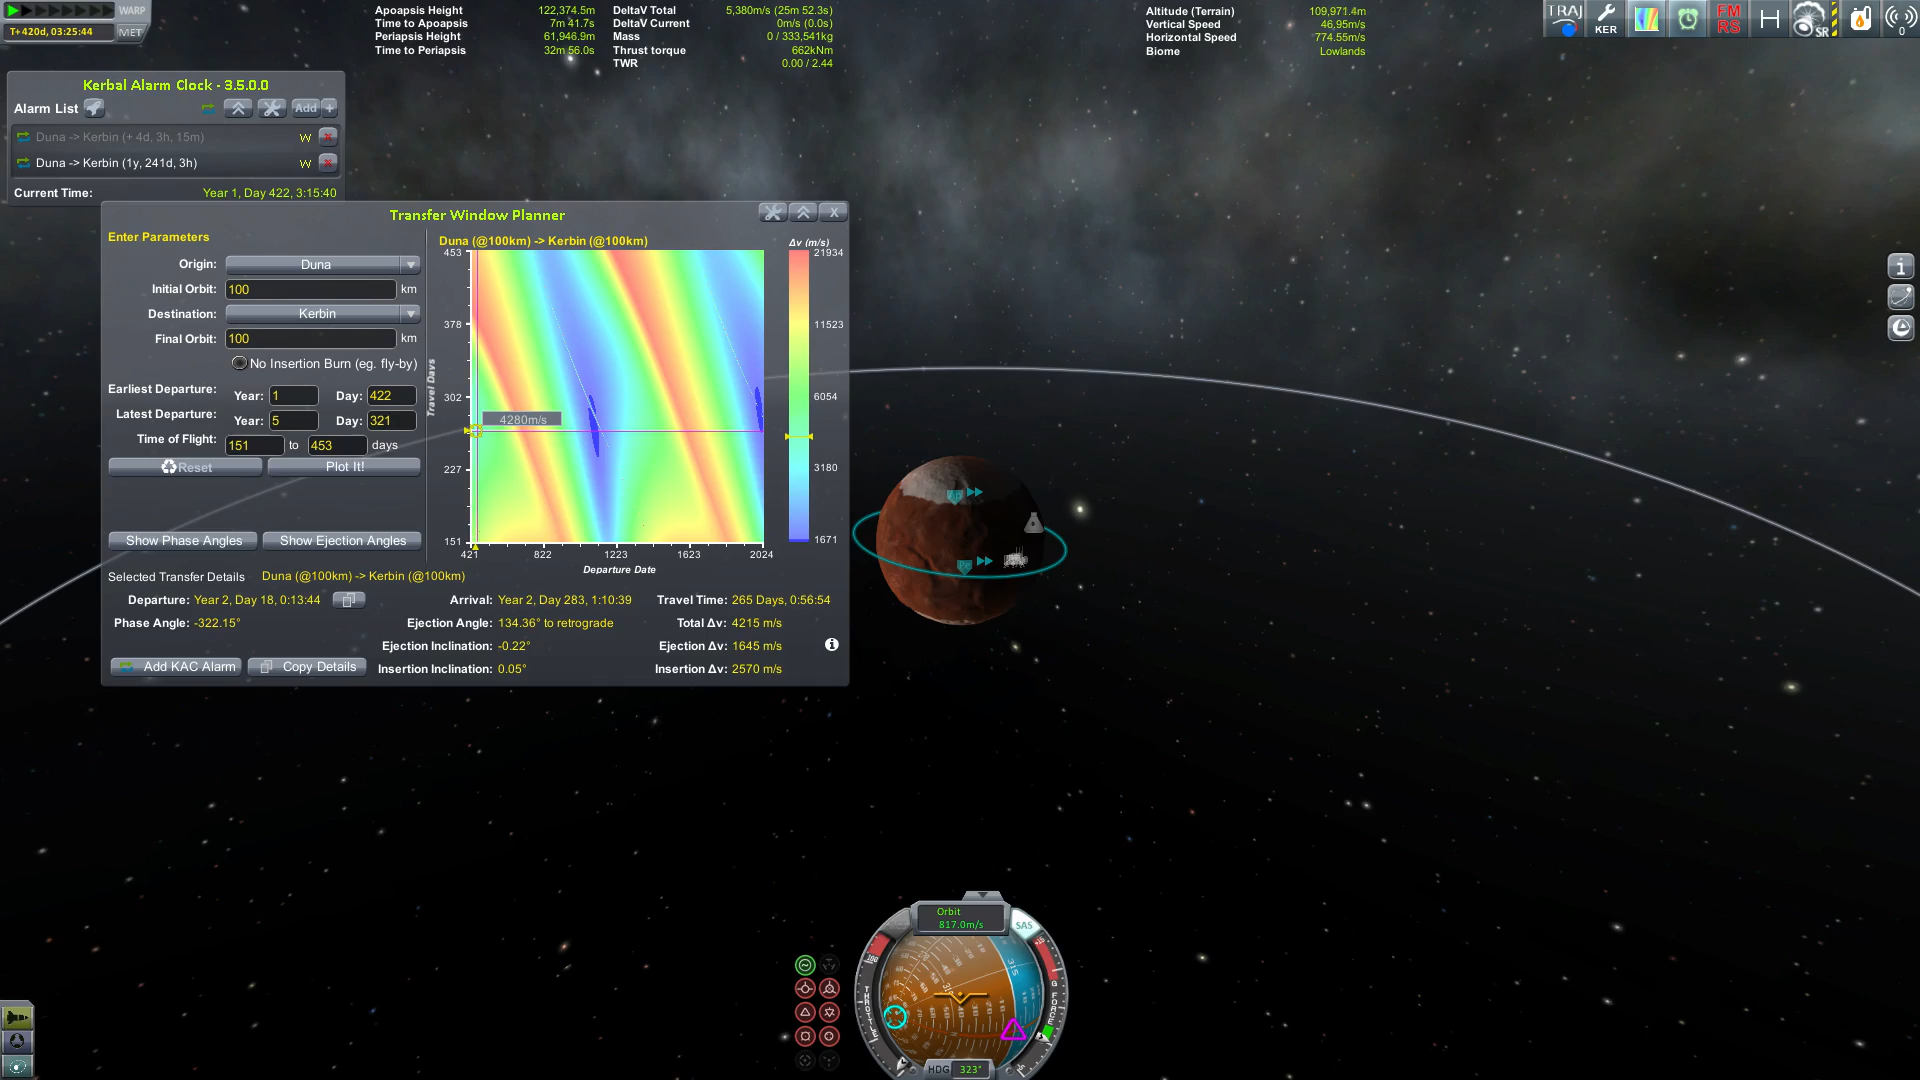 WARP
T+ 420d, 03:25:44 MET
Apoapsis Height 122,374.5m
Time to Apoapsis 7m 41.7s
Periapsis Height 61,946.9m
Time to Periapsis 32m 56.0s
DeltaV Total 5,380m/s (25m 52.3s)
DeltaV Current 0m/s (0.0s)
Mass 0 / 333,541kg
Thrust torque 662kNm
TWR 0.00 / 2.44
Altitude (Terrain) 109,971.4m
Vertical Speed 46.95m/s
Horizontal Speed 774.55m/s
Biome Lowlands
TRAJ
KER
FM
RS
SR
0
Kerbal Alarm Clock - 3.5.0.0
Alarm List Add +
Duna -> Kerbin (+ 4d, 3h, 15m) W X
Duna -> Kerbin (1y, 241d, 3h) W X
Current Time: Year 1, Day 422, 3:15:40
Transfer Window Planner X
Enter Parameters
Origin: Duna
Initial Orbit: 100 km
Destination: Kerbin
Final Orbit: 100 km
No Insertion Burn (eg. fly-by)
Earliest Departure: Year: 1 Day: 422
Latest Departure: Year: 5 Day: 321
Time of Flight: 151 to 453 days
Reset Plot It!
Show Phase Angles Show Ejection Angles
Duna (@100km) -> Kerbin (@100km)
Δv (m/s)
453
378
302
227
151
Travel Days
4280m/s
421 822 1223 1623 2024
Departure Date
21934
11523
6054
3180
1671
Selected Transfer Details Duna (@100km) -> Kerbin (@100km)
Departure: Year 2, Day 18, 0:13:44 Arrival: Year 2, Day 283, 1:10:39 Travel Time: 265 Days, 0:56:54
Phase Angle: -322.15° Ejection Angle: 134.36° to retrograde Total Δv: 4215 m/s
Ejection Inclination: -0.22° Ejection Δv: 1645 m/s
Add KAC Alarm Copy Details Insertion Inclination: 0.05° Insertion Δv: 2570 m/s
Ap
Pe
Orbit
817.0m/s
SAS
THROTTLE
G FORCE
315
HDG 323°